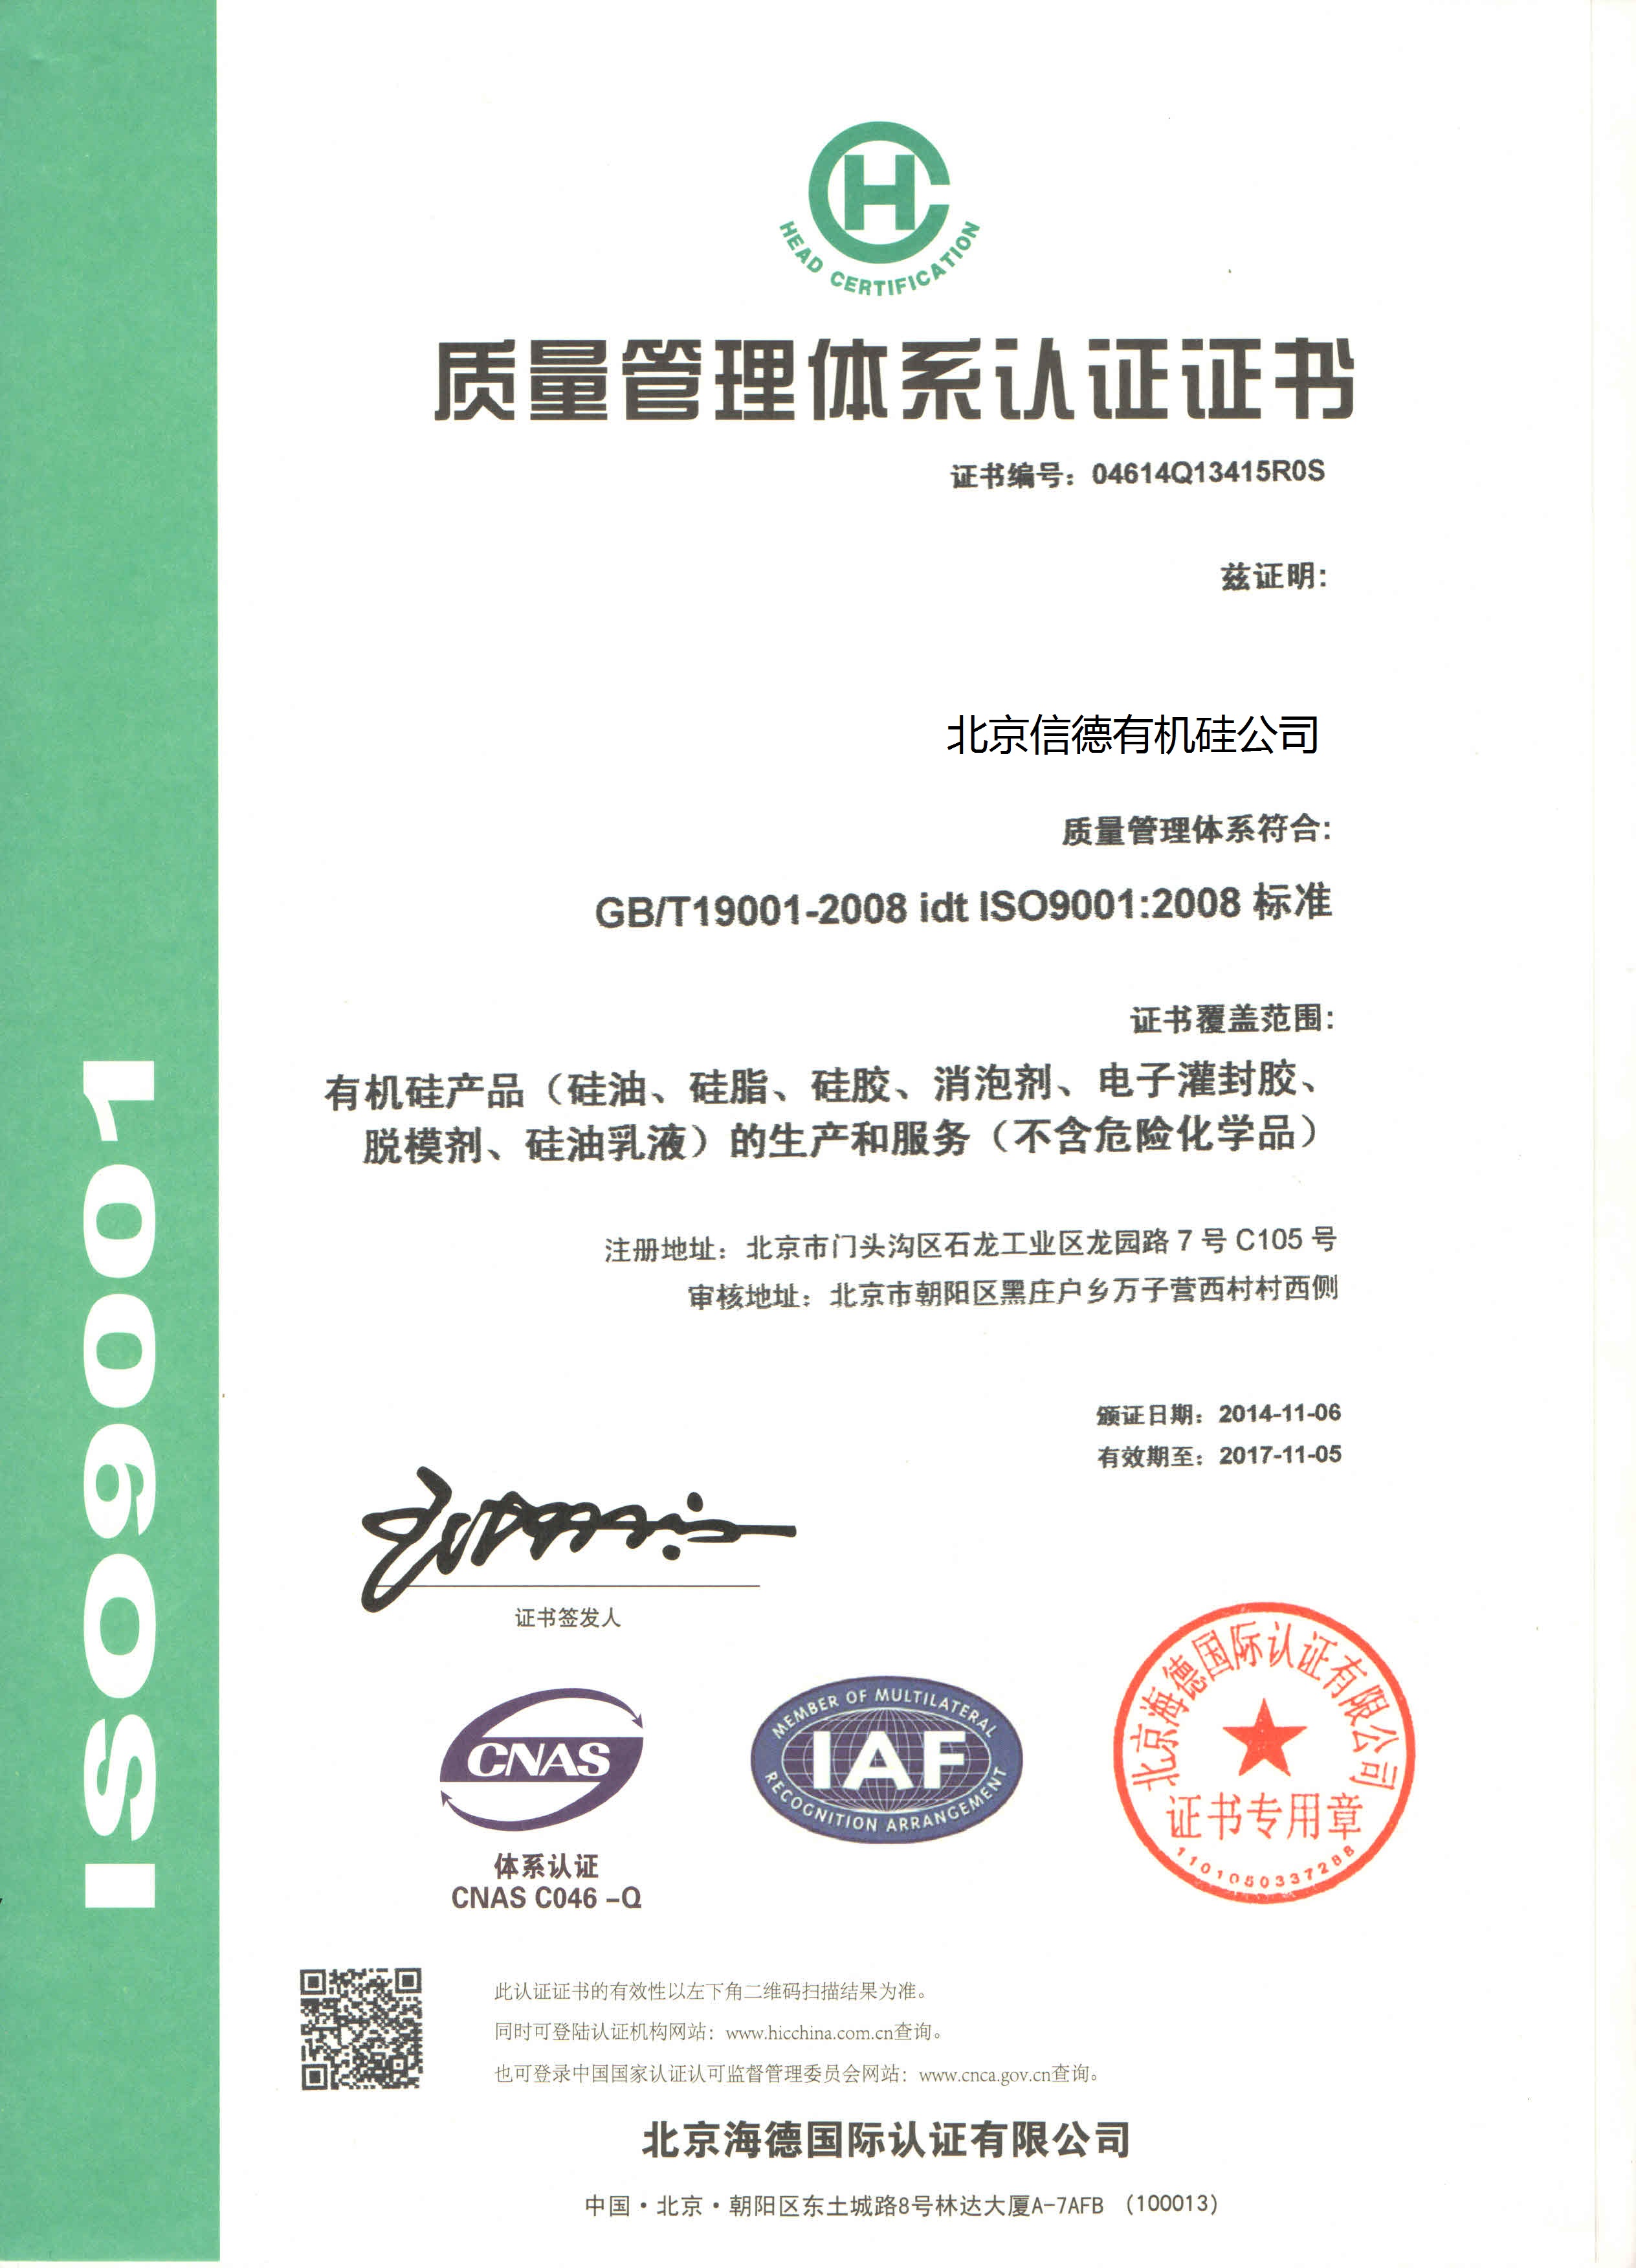 HC
HEAD CERTIFICATION
质量管理体系认证证书
证书编号：04614Q13415R0S
兹证明:
北京信德有机硅公司
质量管理体系符合:
GB/T19001-2008 idt ISO9001:2008 标准
证书覆盖范围:
有机硅产品（硅油、硅脂、硅胶、消泡剂、电子灌封胶、
脱模剂、硅油乳液）的生产和服务（不含危险化学品）
注册地址：北京市门头沟区石龙工业区龙园路 7 号 C105 号
审核地址：北京市朝阳区黑庄户乡万子营西村村西侧
颁证日期：2014-11-06
有效期至：2017-11-05
证书签发人
CNAS
体系认证
CNAS C046 -Q
MEMBER OF MULTILATERAL
IAF
RECOGNITION ARRANGEMENT
北京海德国际认证有限公司
证书专用章
1101050337288
此认证证书的有效性以左下角二维码扫描结果为准。
同时可登陆认证机构网站：www.hicchina.com.cn查询。
也可登录中国国家认证认可监督管理委员会网站：www.cnca.gov.cn查询。
北京海德国际认证有限公司
中国·北京·朝阳区东土城路8号林达大厦A-7AFB （100013）
ISO9001